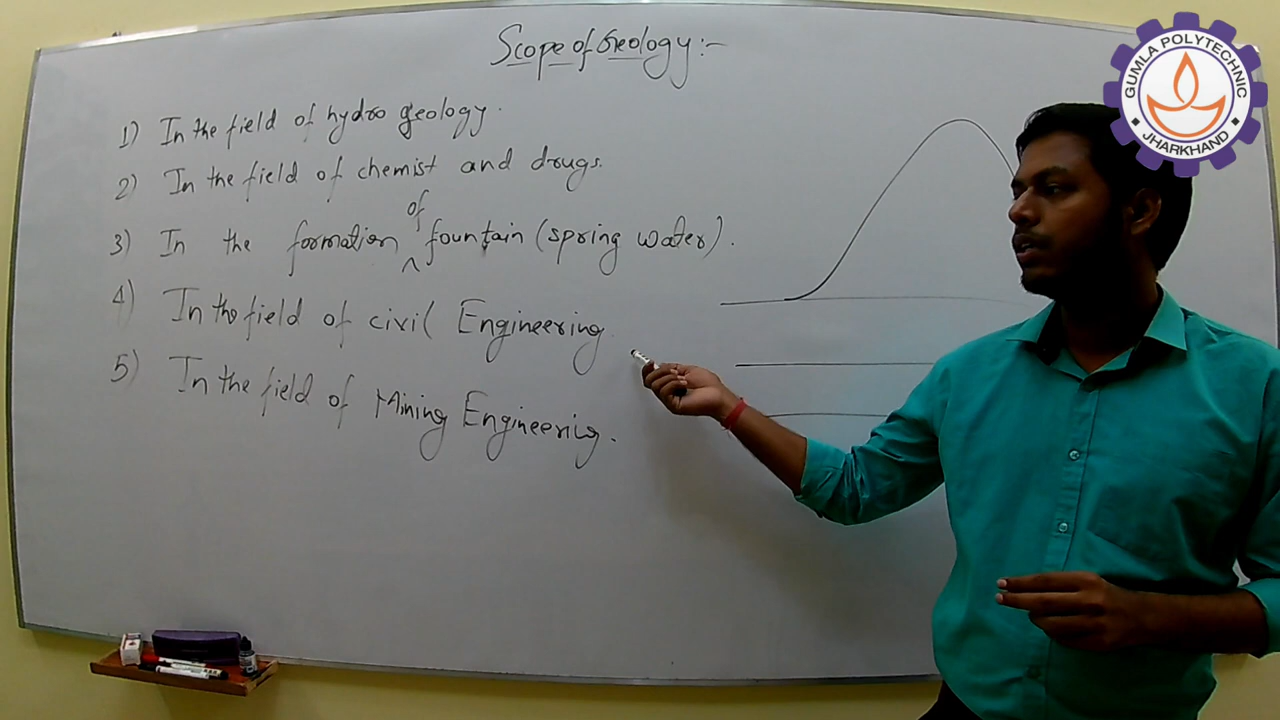 Scope of Geology :-
1) In the field of hydro geology.
2) In the field of chemist and drugs.
3) In the formation of fountain (spring water).
4) In the field of civil Engineering.
5) In the field of Mining Engineering.
GUMLA POLYTECHNIC
JHARKHAND